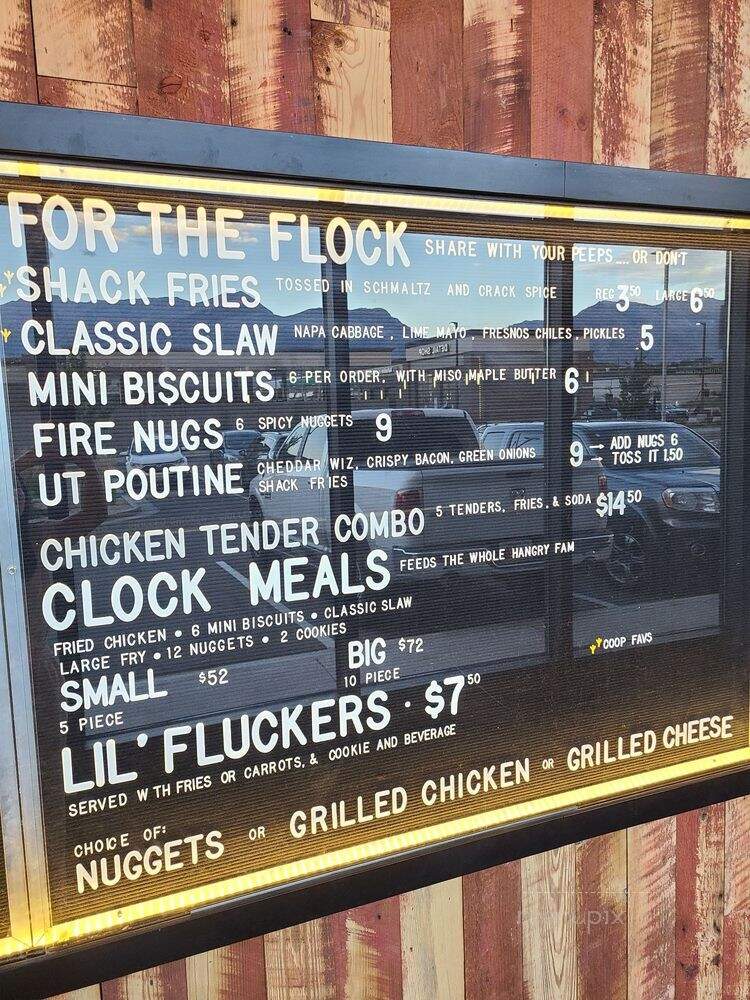 FOR THE FLOCK SHARE WITH YOUR PEEPS.... OR DON'T
SHACK FRIES TOSSED IN SCHMALTZ AND CRACK SPICE REG 3.50 LARGE 6.50
CLASSIC SLAW NAPA CABBAGE, LIME MAYO, FRESNOS CHILES, PICKLES 5
MINI BISCUITS 6 PER ORDER, WITH MISO MAPLE BUTTER 6
FIRE NUGS 6 SPICY NUGGETS 9
UT POUTINE CHEDDAR WIZ, CRISPY BACON, GREEN ONIONS
SHACK FRIES
9 → ADD NUGS 6
→ TOSS IT 1.50
CHICKEN TENDER COMBO 5 TENDERS, FRIES, & SODA $14 50
CLOCK MEALS FEEDS THE WHOLE HANGRY FAM
FRIED CHICKEN • 6 MINI BISCUITS • CLASSIC SLAW
LARGE FRY • 12 NUGGETS • 2 COOKIES
SMALL $52
5 PIECE
BIG $72
10 PIECE
COOP FAVS
LIL' FLUCKERS • $7 50
SERVED W TH FRIES OR CARROTS, & COOKIE AND BEVERAGE
CHOICE OF:
NUGGETS OR GRILLED CHICKEN OR GRILLED CHEESE